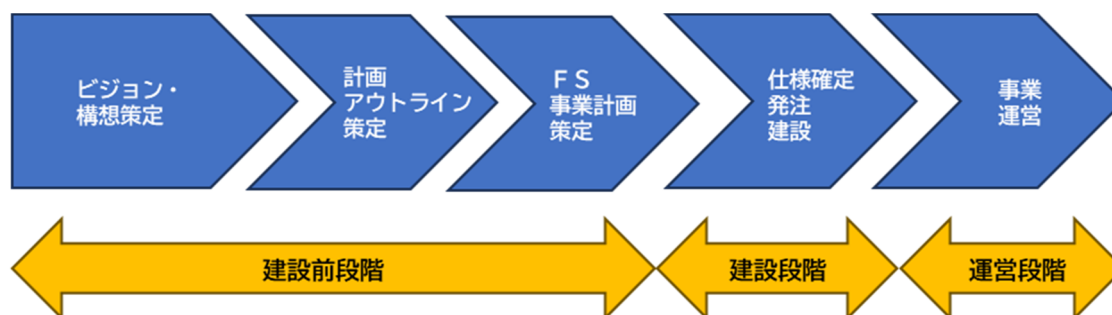 ビジョン・
構想策定
計画
アウトライン
策定
ＦＳ
事業計画
策定
仕様確定
発注
建設
事業
運営
建設前段階
建設段階
運営段階